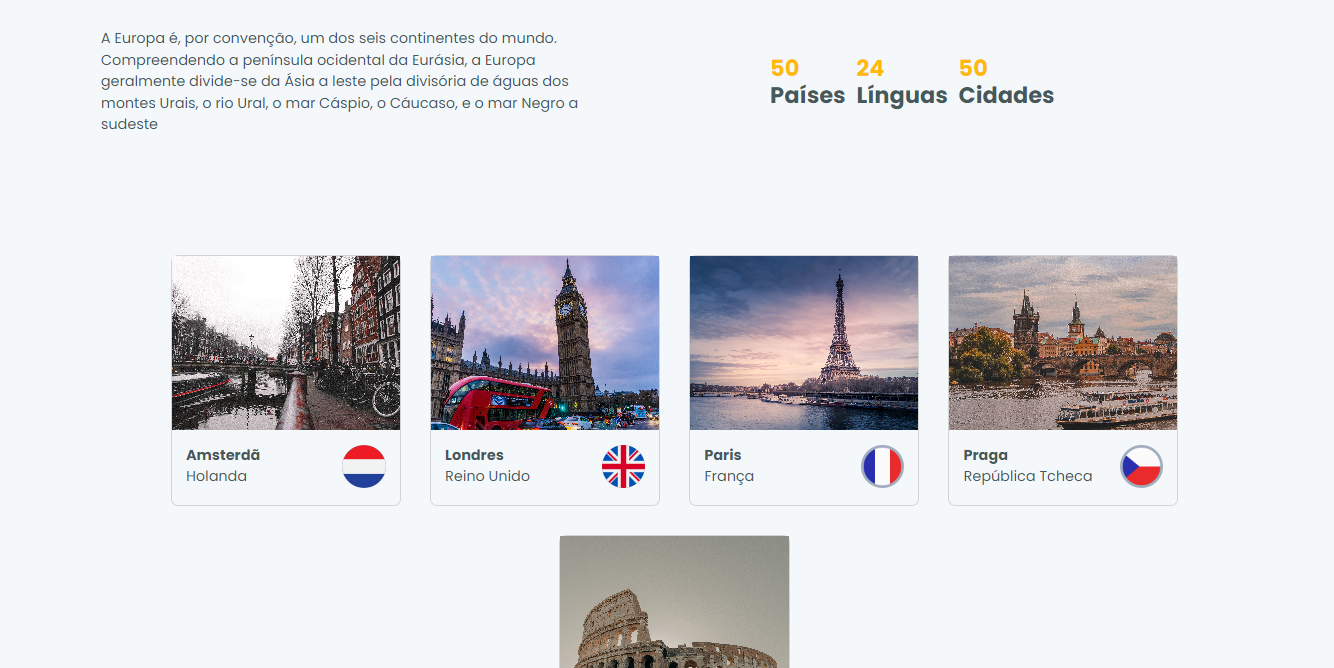 A Europa é, por convenção, um dos seis continentes do mundo.
Compreendendo a península ocidental da Eurásia, a Europa
geralmente divide-se da Ásia a leste pela divisória de águas dos
montes Urais, o rio Ural, o mar Cáspio, o Cáucaso, e o mar Negro a
sudeste
50 24 50
Países Línguas Cidades
Amsterdã
Holanda
Londres
Reino Unido
Paris
França
Praga
República Tcheca